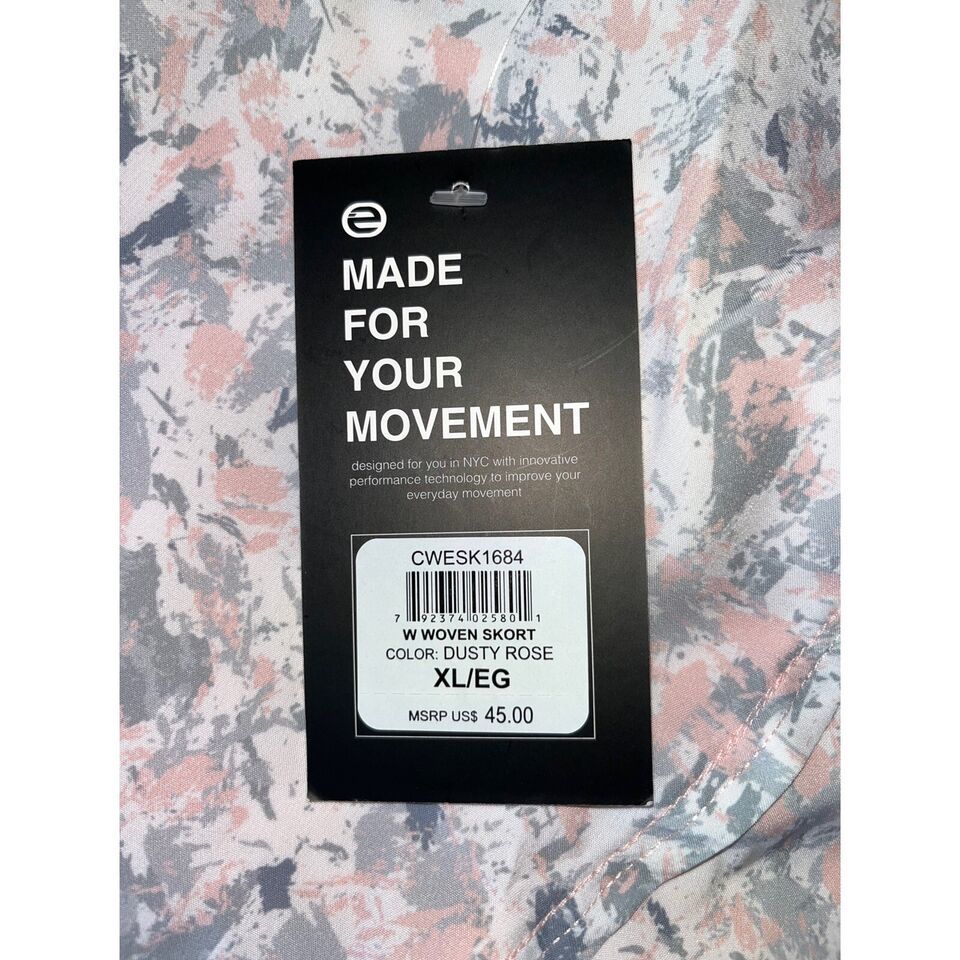 MADE
FOR
YOUR
MOVEMENT
designed for you in NYC with innovative
performance technology to improve your
everyday movement
CWESK1684
7 92374 02580 1
W WOVEN SKORT
COLOR: DUSTY ROSE
XL/EG
MSRP US$ 45.00